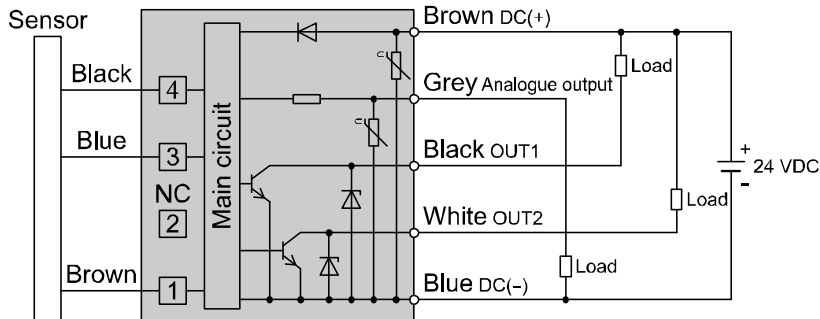 Sensor
Black
4
Blue
3
NC
2
Brown
1
Main circuit
U
U
Brown DC(+)
Grey Analogue output
Black OUT1
White OUT2
Blue DC(–)
Load
Load
Load
+
24 VDC
-